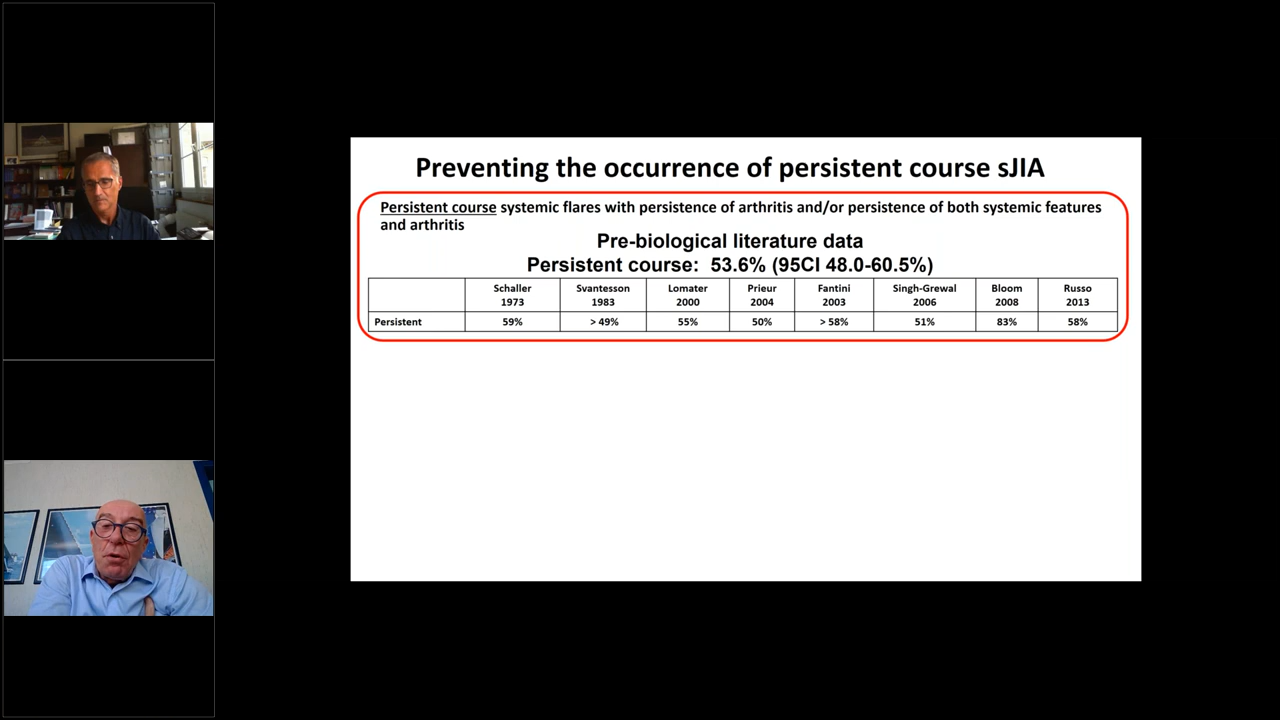 Preventing the occurrence of persistent course sJIA
Persistent course systemic flares with persistence of arthritis and/or persistence of both systemic features
and arthritis
Pre-biological literature data
Persistent course: 53.6% (95CI 48.0-60.5%)
Schaller 1973 Svantesson 1983 Lomater 2000 Prieur 2004 Fantini 2003 Singh-Grewal 2006 Bloom 2008 Russo 2013
Persistent 59% > 49% 55% 50% > 58% 51% 83% 58%